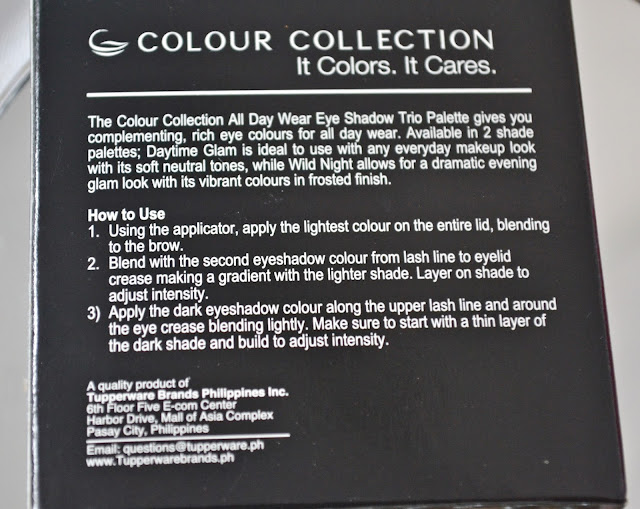 COLOUR COLLECTION
It Colors. It Cares.
The Colour Collection All Day Wear Eye Shadow Trio Palette gives you
complementing, rich eye colours for all day wear. Available in 2 shade
palettes; Daytime Glam is ideal to use with any everyday makeup look
with its soft neutral tones, while Wild Night allows for a dramatic evening
glam look with its vibrant colours in frosted finish.
How to Use
1. Using the applicator, apply the lightest colour on the entire lid, blending
to the brow.
2. Blend with the second eyeshadow colour from lash line to eyelid
crease making a gradient with the lighter shade. Layer on shade to
adjust intensity.
3) Apply the dark eyeshadow colour along the upper lash line and around
the eye crease blending lightly. Make sure to start with a thin layer of
the dark shade and build to adjust intensity.
A quality product of
Tupperware Brands Philippines Inc.
6th Floor Five E-com Center
Harbor Drive, Mall of Asia Complex
Pasay City, Philippines
Email: questions@tupperware.ph
www.Tupperwarebrands.ph